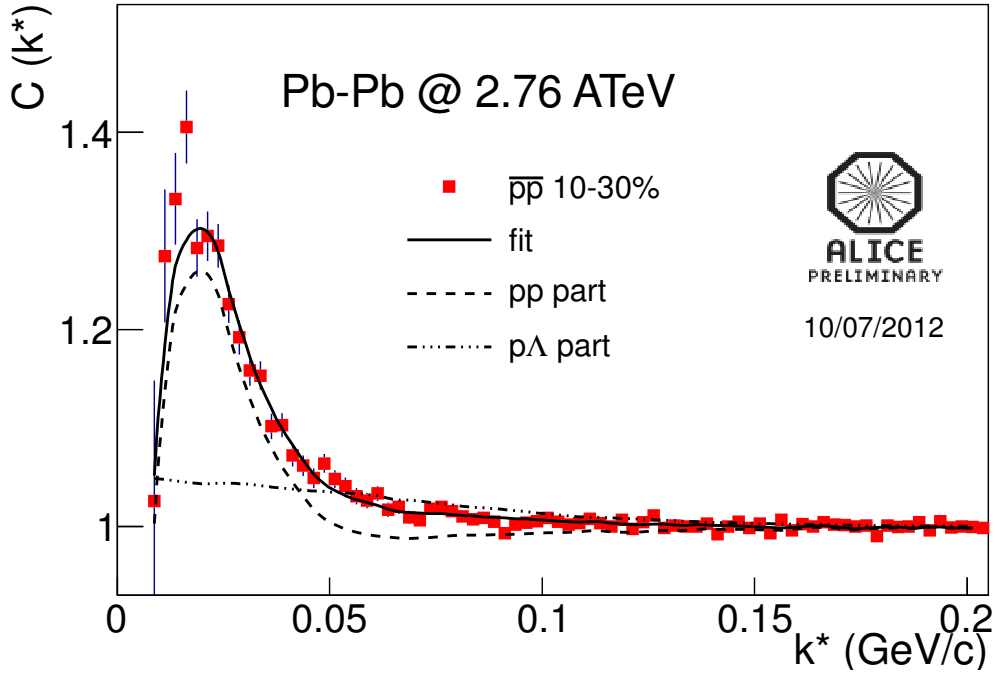 C (k*)
Pb-Pb @ 2.76 ATeV
1.4
1.2
1
p̅p̅ 10-30%
fit
pp part
pΛ part
ALICE
PRELIMINARY
10/07/2012
0
0.05
0.1
0.15
0.2
k* (GeV/c)